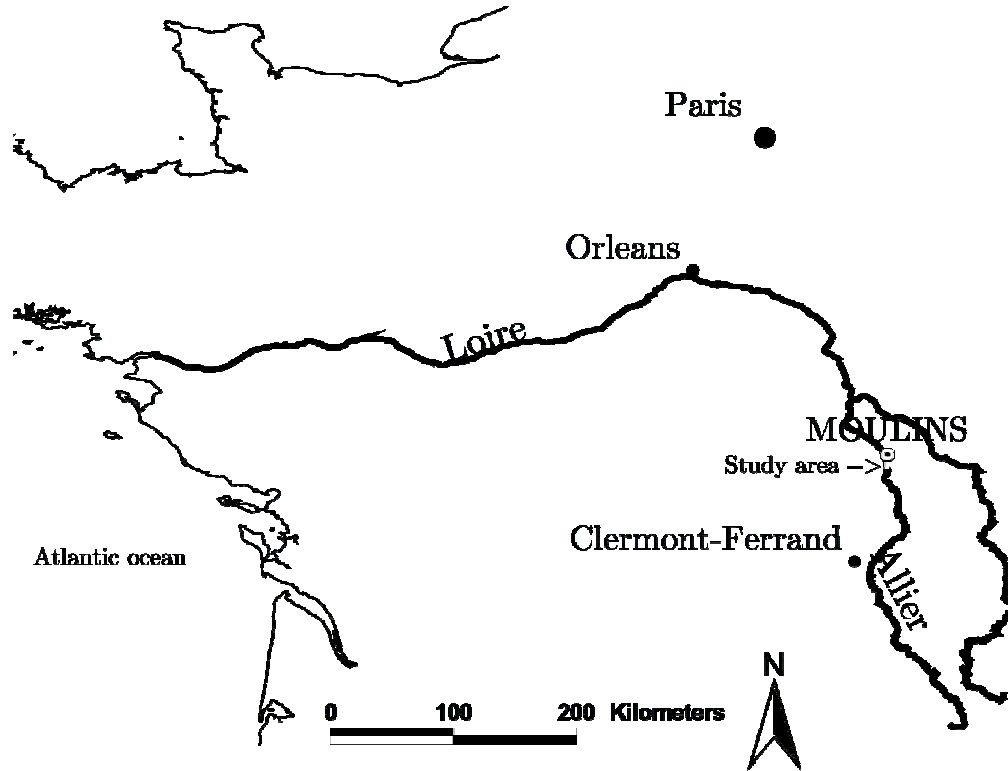 Paris
Orleans
Loire
MOULINS
Study area ->
Clermont-Ferrand
Atlantic ocean
Allier
N
0 100 200 Kilometers